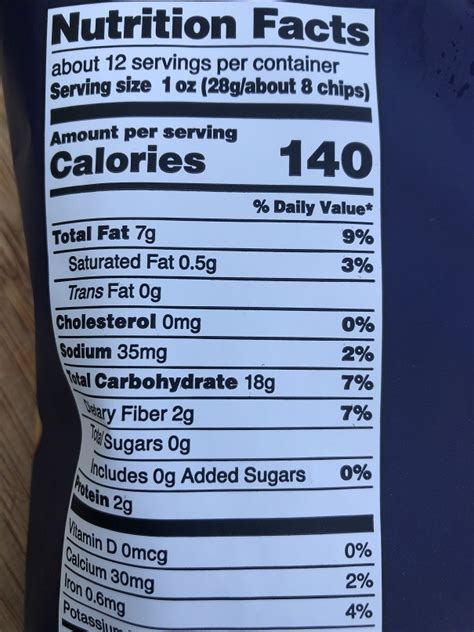 Nutrition Facts
about 12 servings per container
Serving size 1 oz (28g/about 8 chips)
Amount per serving
Calories 140
% Daily Value*
Total Fat 7g 9%
Saturated Fat 0.5g 3%
Trans Fat 0g
Cholesterol 0mg 0%
Sodium 35mg 2%
Total Carbohydrate 18g 7%
Dietary Fiber 2g 7%
Total Sugars 0g
Includes 0g Added Sugars 0%
Protein 2g
Vitamin D 0mcg 0%
Calcium 30mg 2%
Iron 0.6mg 4%
Potassium